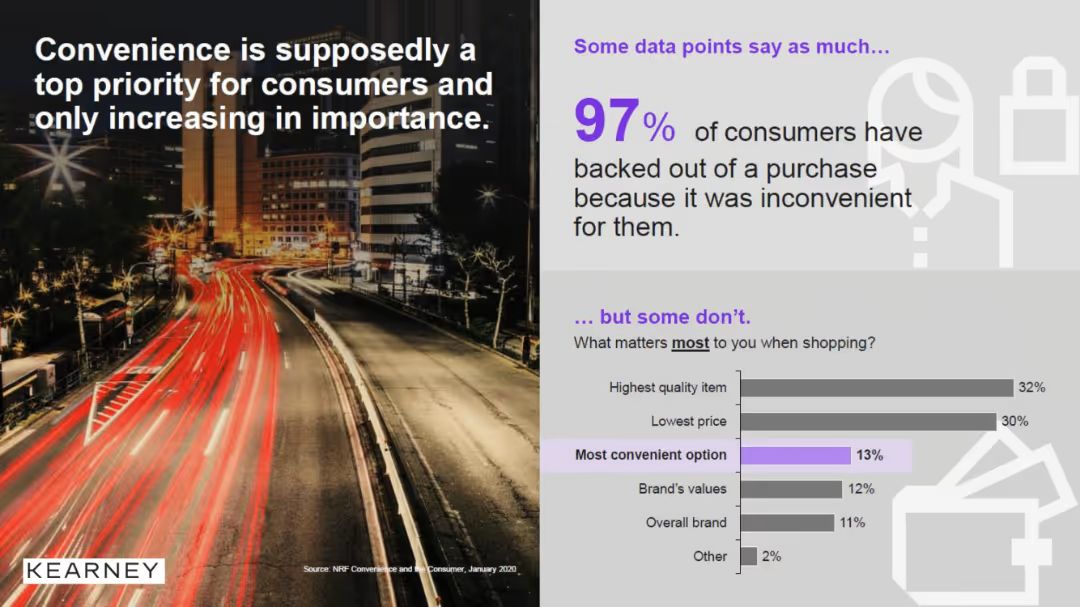 Convenience is supposedly a
top priority for consumers and
only increasing in importance.
KEARNEY
Source: NRF Convenience and the Consumer, January 2020
Some data points say as much…
97% of consumers have
backed out of a purchase
because it was inconvenient
for them.
… but some don’t.
What matters most to you when shopping?
Highest quality item 32%
Lowest price 30%
Most convenient option 13%
Brand’s values 12%
Overall brand 11%
Other 2%